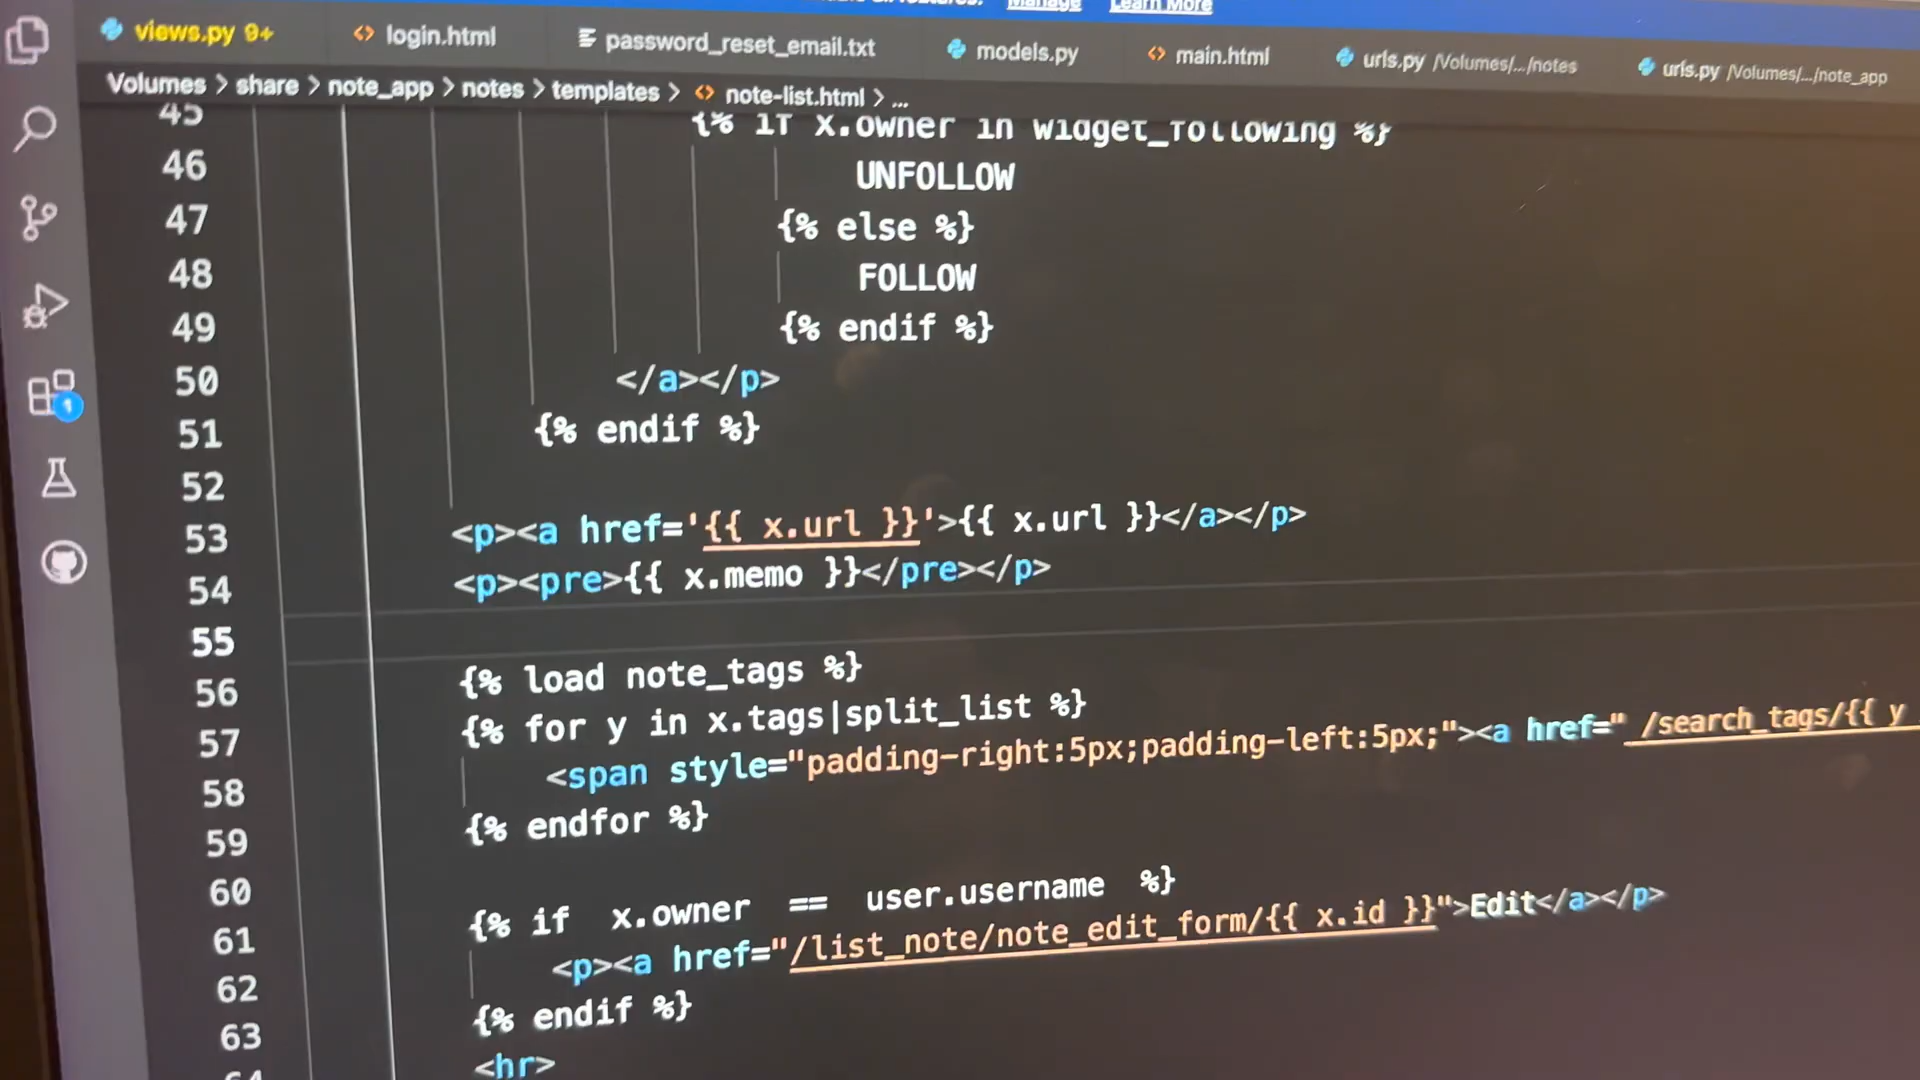 Manage Learn More
views.py 9+ login.html password_reset_email.txt models.py main.html urls.py /Volumes/.../notes urls.py /Volumes/.../note_app
Volumes > share > note_app > notes > templates > note-list.html > ...
45 {% if x.owner in widget_following %}
46 UNFOLLOW
47 {% else %}
48 FOLLOW
49 {% endif %}
50 </a></p>
51 {% endif %}
52
53 <p><a href='{{ x.url }}'>{{ x.url }}</a></p>
54 <p><pre>{{ x.memo }}</pre></p>
55
56 {% load note_tags %}
57 {% for y in x.tags|split_list %}
58 <span style="padding-right:5px;padding-left:5px;"><a href=" /search_tags/{{ y
59 {% endfor %}
60
61 {% if x.owner == user.username %}
62 <p><a href="/list_note/note_edit_form/{{ x.id }}">Edit</a></p>
63 {% endif %}
64 <hr>
1